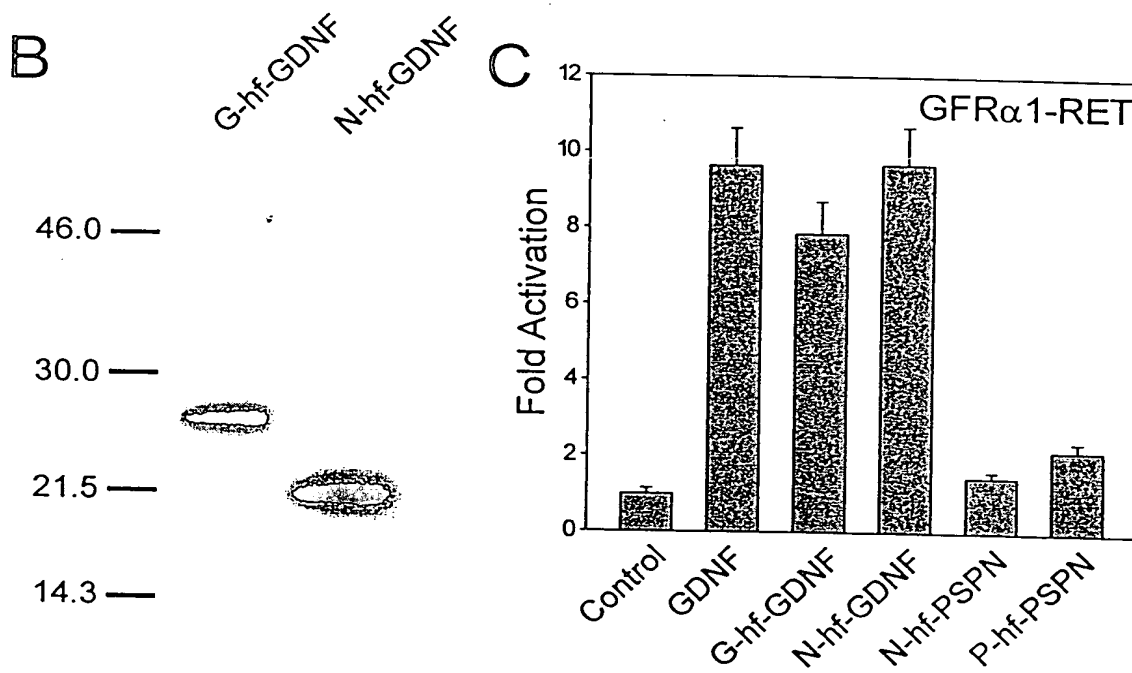 B
G-hf-GDNF
N-hf-GDNF
46.0
30.0
21.5
14.3
C
GFRα1-RET
Fold Activation
12
10
8
6
4
2
0
Control
GDNF
G-hf-GDNF
N-hf-GDNF
N-hf-PSPN
P-hf-PSPN